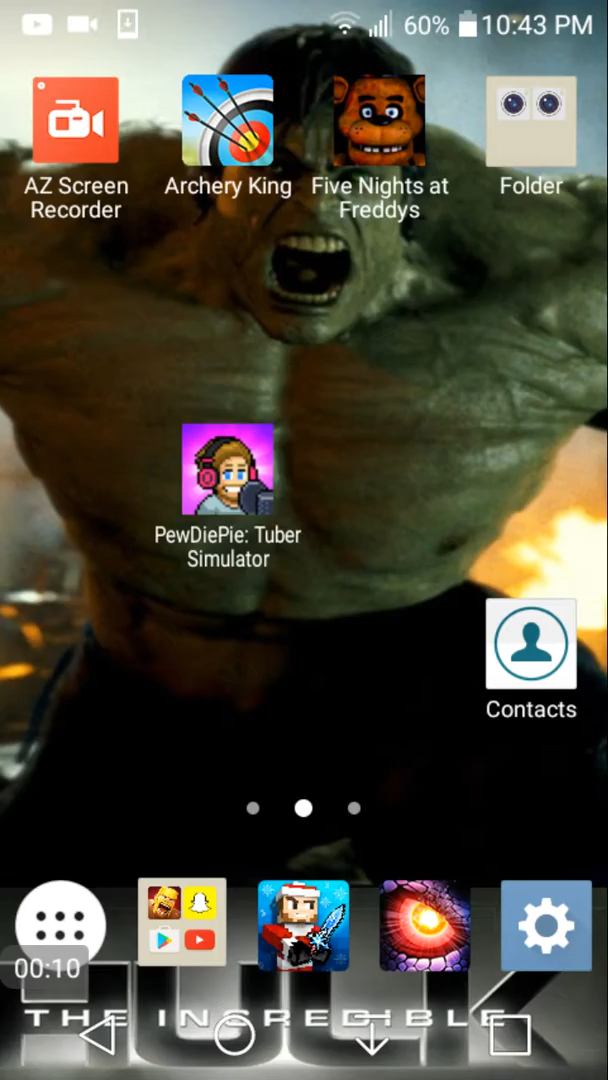 60% 10:43 PM
AZ Screen
Recorder
Archery King
Five Nights at
Freddys
Folder
PewDiePie: Tuber
Simulator
Contacts
00:10
HULK
THE INCREDIBLE